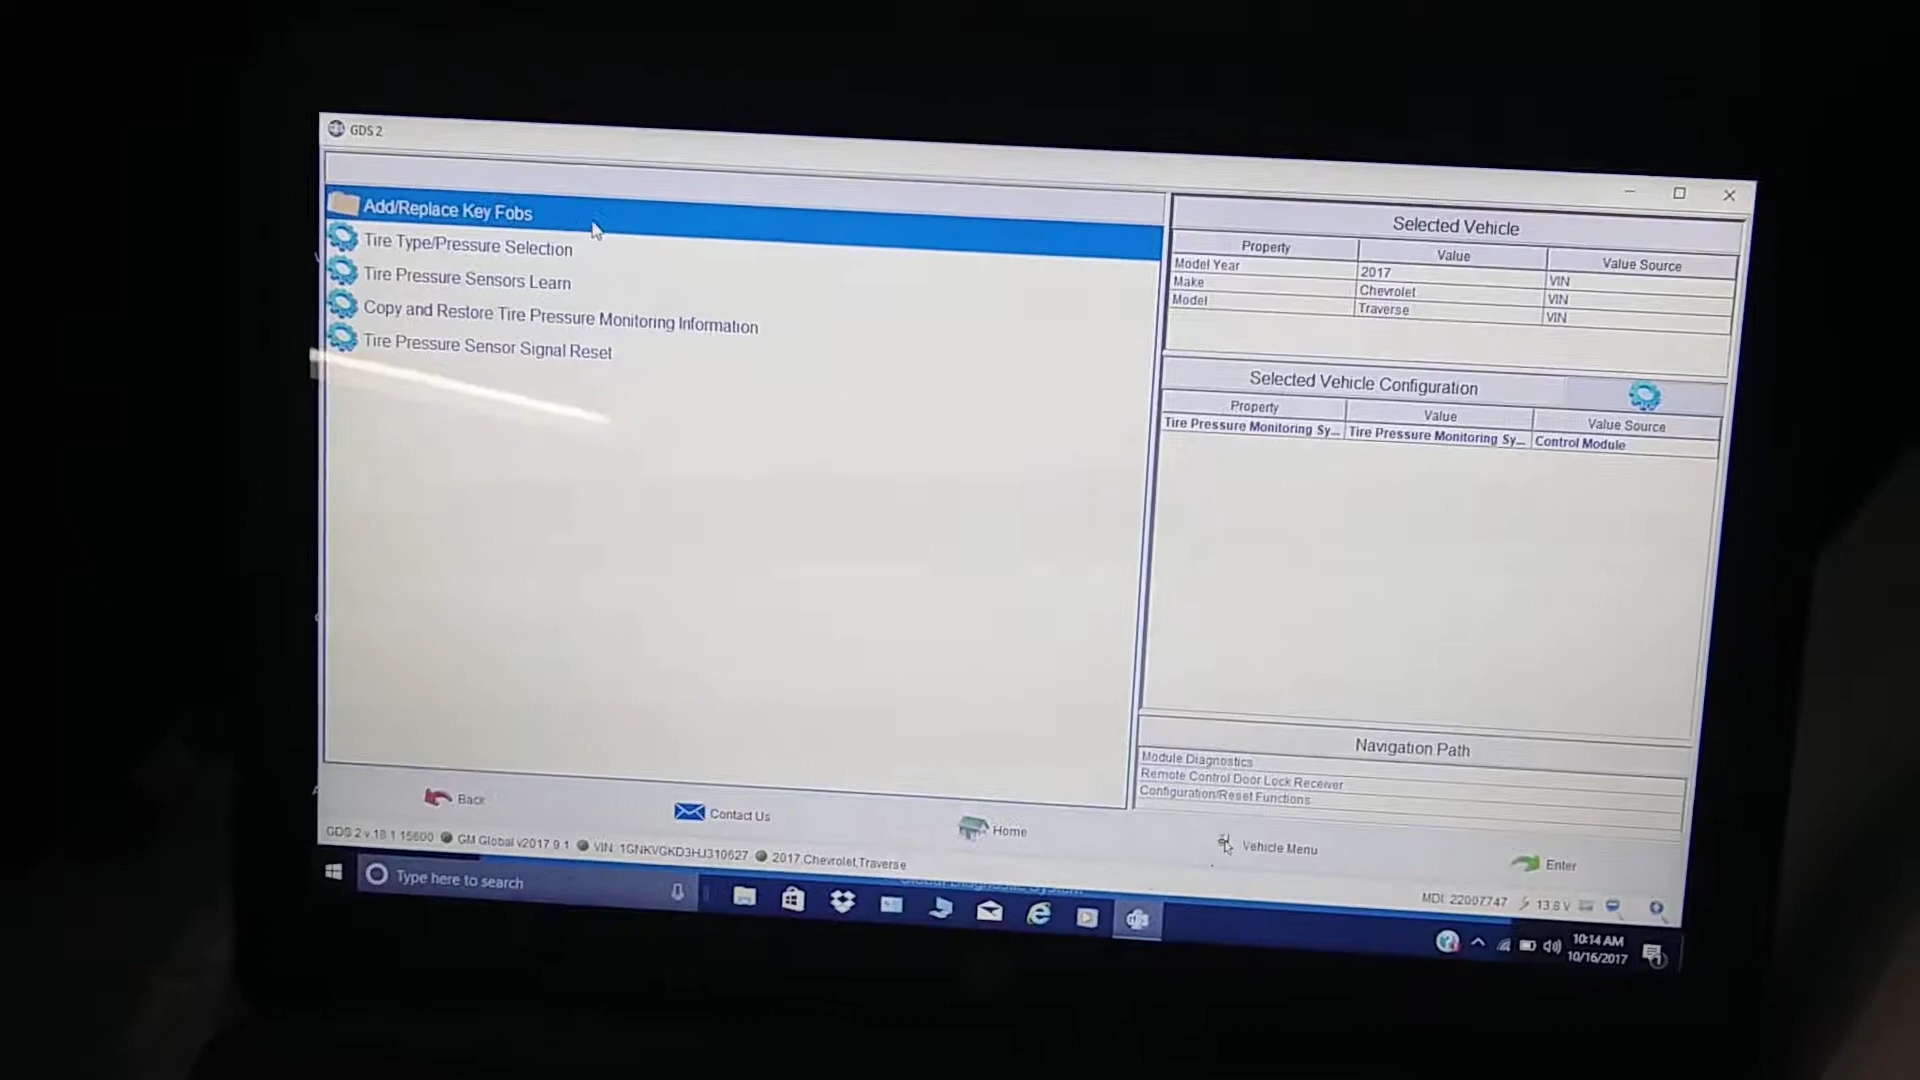 GDS 2
Add/Replace Key Fobs
Tire Type/Pressure Selection
Tire Pressure Sensors Learn
Copy and Restore Tire Pressure Monitoring Information
Tire Pressure Sensor Signal Reset
Selected Vehicle
Property Value Value Source
Model Year 2017 VIN
Make Chevrolet VIN
Model Traverse VIN
Selected Vehicle Configuration
Property Value Value Source
Tire Pressure Monitoring Sy... Tire Pressure Monitoring Sy... Control Module
Navigation Path
Module Diagnostics
Remote Control Door Lock Receiver
Configuration/Reset Functions
Back Contact Us Home Vehicle Menu Enter
GDS 2 v.18.1.15600 GM Global v2017.9.1 VIN: 1GNKVGKD3HJ310627 2017,Chevrolet,Traverse
MDI: 22007747 13.8 V
Type here to search
10:14 AM
10/16/2017